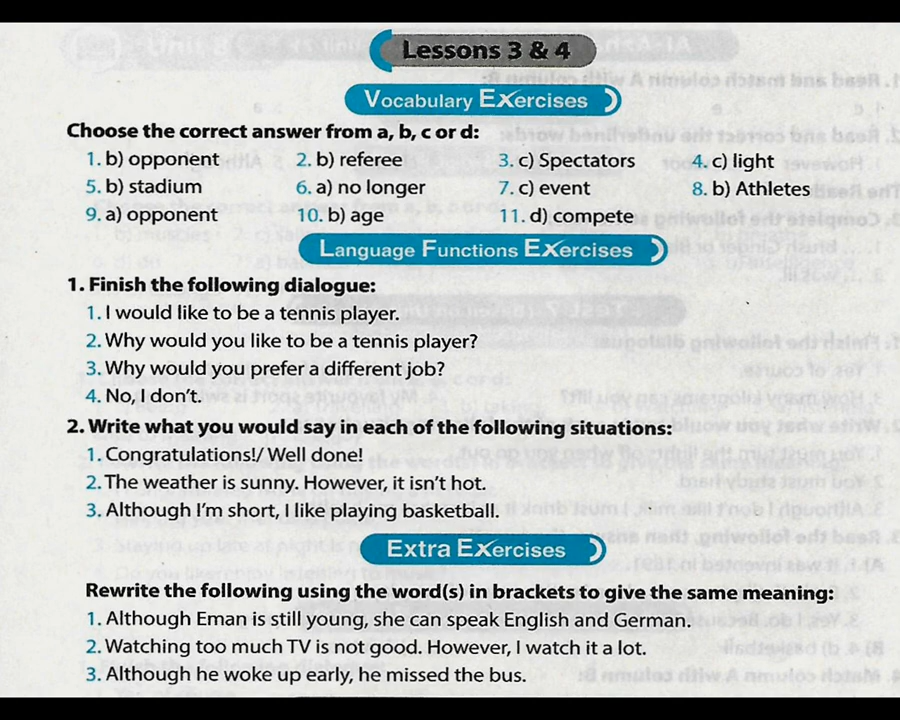 Lessons 3 & 4
Vocabulary EXercises
Choose the correct answer from a, b, c or d:
1. b) opponent 2. b) referee 3. c) Spectators 4. c) light
5. b) stadium 6. a) no longer 7. c) event 8. b) Athletes
9. a) opponent 10. b) age 11. d) compete
Language Functions EXercises
1. Finish the following dialogue:
1. I would like to be a tennis player.
2. Why would you like to be a tennis player?
3. Why would you prefer a different job?
4. No, I don't.
2. Write what you would say in each of the following situations:
1. Congratulations!/ Well done!
2. The weather is sunny. However, it isn't hot.
3. Although I'm short, I like playing basketball.
Extra EXercises
Rewrite the following using the word(s) in brackets to give the same meaning:
1. Although Eman is still young, she can speak English and German.
2. Watching too much TV is not good. However, I watch it a lot.
3. Although he woke up early, he missed the bus.